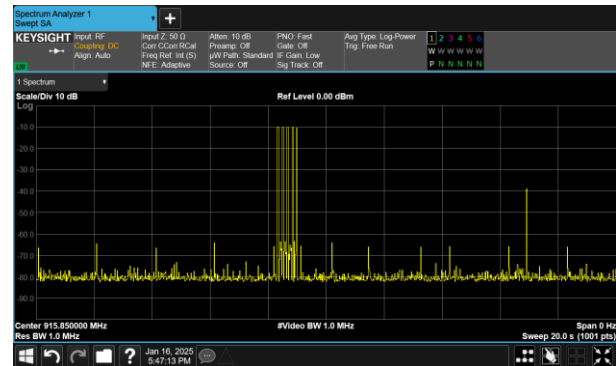 Spectrum Analyzer 1
Swept SA
KEYSIGHT
Input: RF
Coupling: DC
Align: Auto
Input Z: 50 Ω
Corr CCorr RCal
Freq Ref: Int (S)
NFE: Adaptive
Atten: 10 dB
Preamp: Off
µW Path: Standard
Source: Off
PNO: Fast
Gate: Off
IF Gain: Low
Sig Track: Off
Avg Type: Log-Power
Trig: Free Run
1 2 3 4 5 6
W W W W W W
P N N N N N
LXI
1 Spectrum
Scale/Div 10 dB
Ref Level 0.00 dBm
Log
-10.0
-20.0
-30.0
-40.0
-50.0
-60.0
-70.0
-80.0
-90.0
Center 915.850000 MHz
#Video BW 1.0 MHz
Span 0 Hz
Res BW 1.0 MHz
Sweep 20.0 s (1001 pts)
Jan 16, 2025
5:47:13 PM